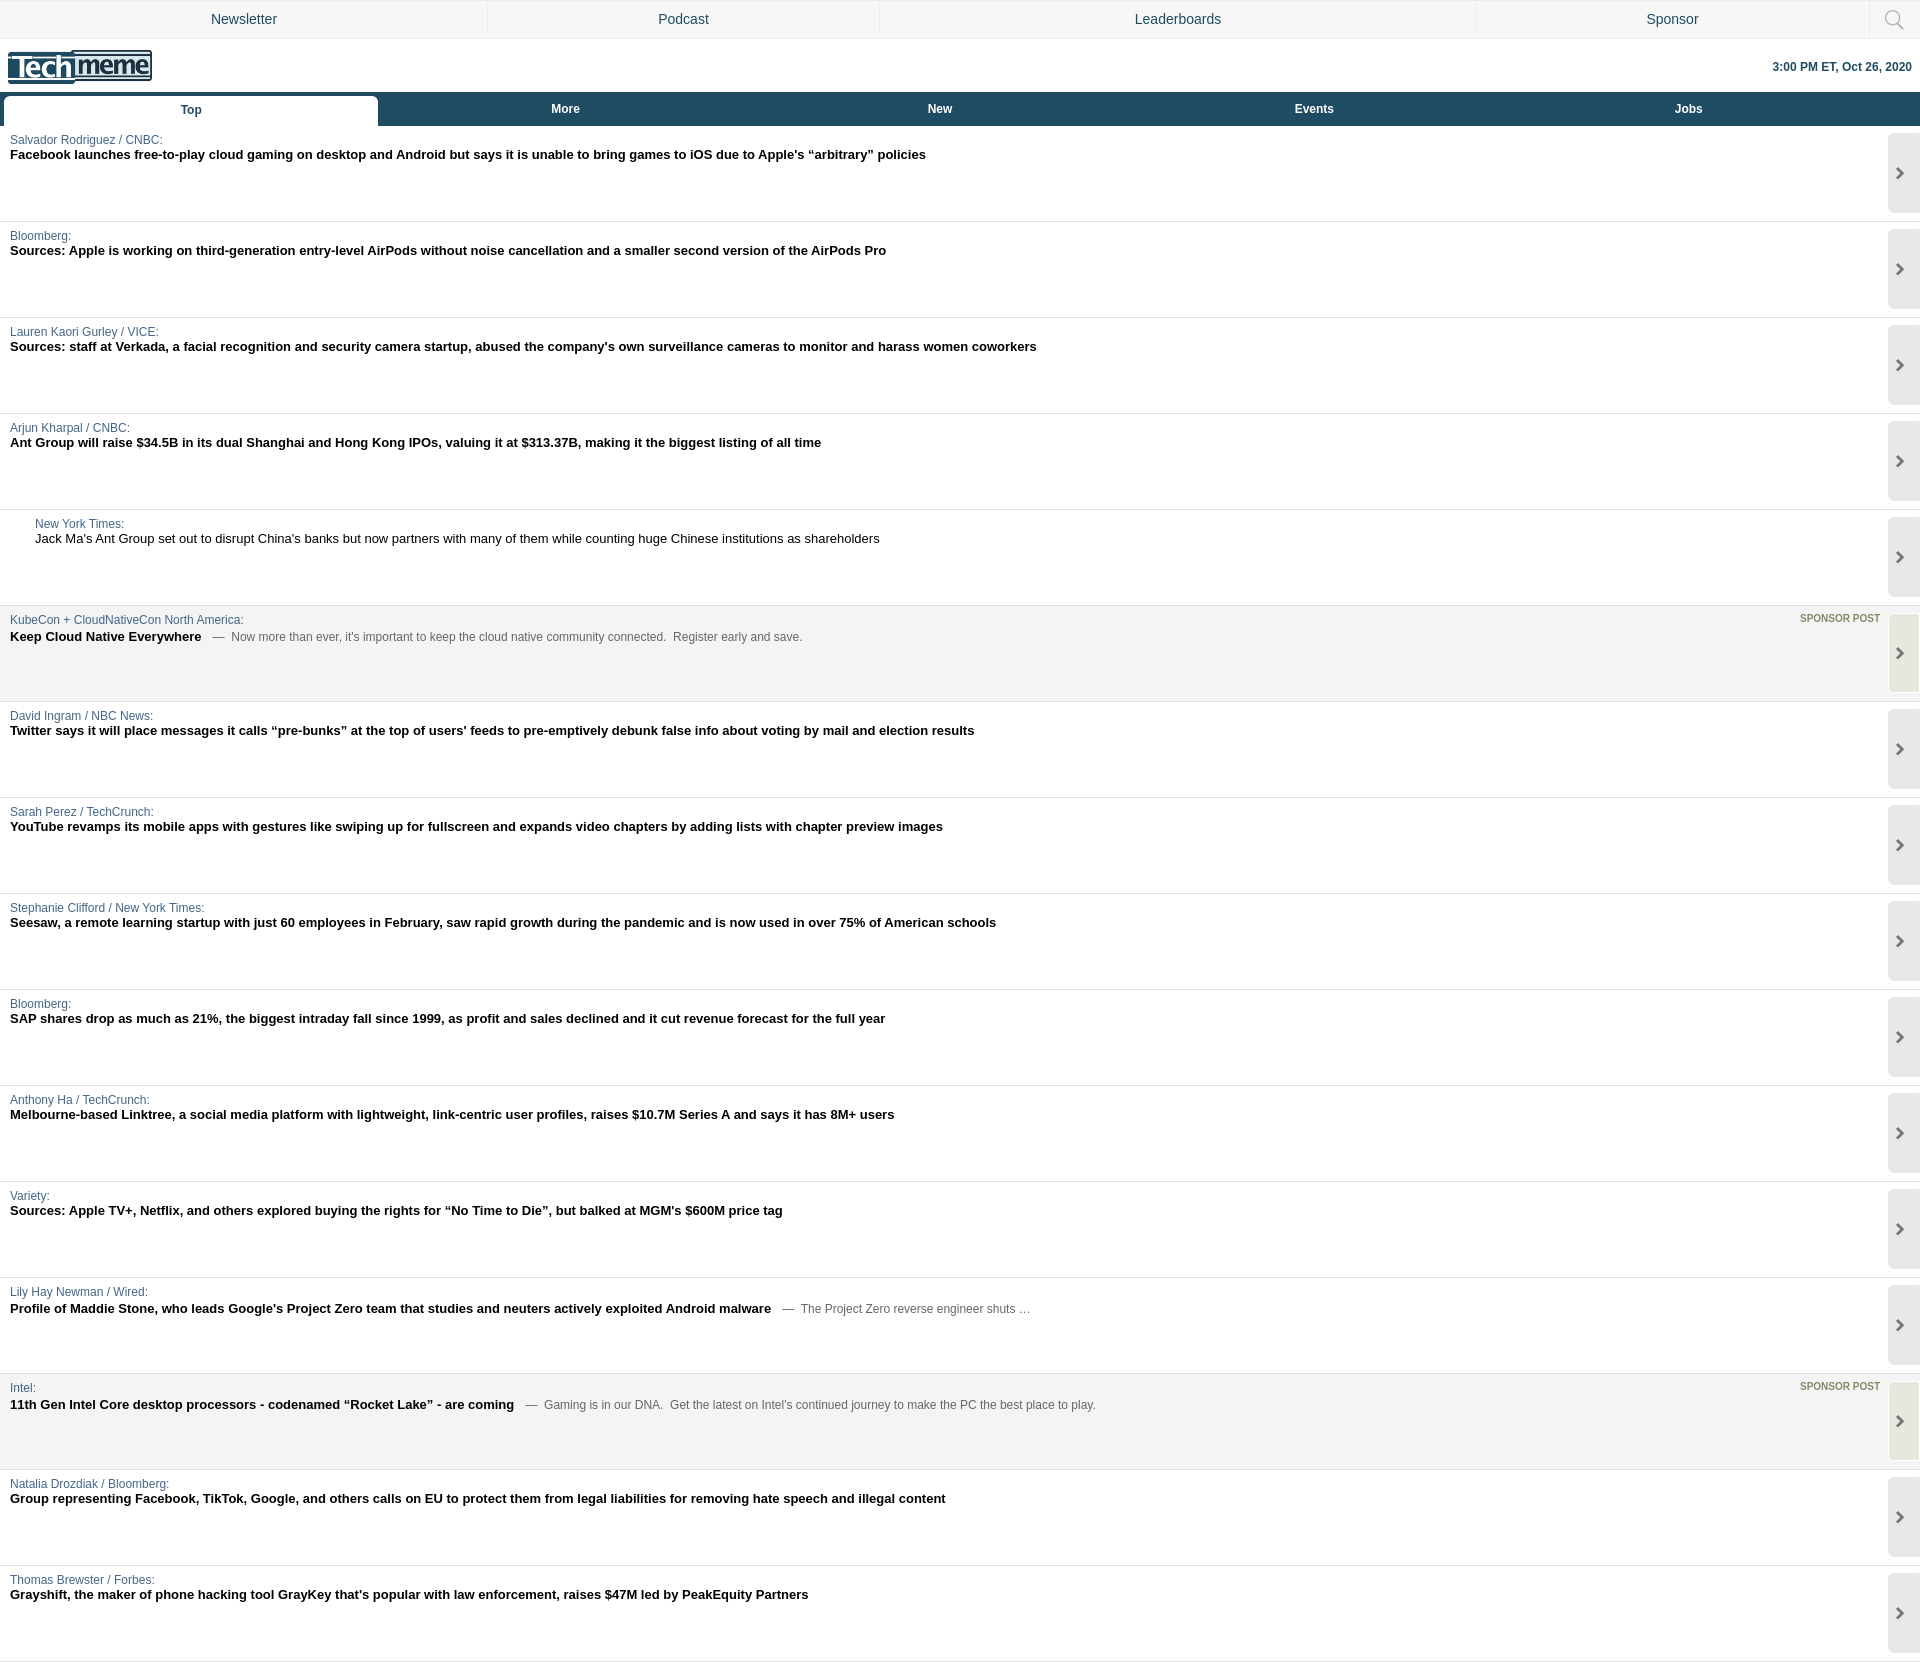 Newsletter Podcast Leaderboards Sponsor
Techmeme
3:00 PM ET, Oct 26, 2020
Top More New Events Jobs
Salvador Rodriguez / CNBC:
Facebook launches free-to-play cloud gaming on desktop and Android but says it is unable to bring games to iOS due to Apple's “arbitrary” policies
Bloomberg:
Sources: Apple is working on third-generation entry-level AirPods without noise cancellation and a smaller second version of the AirPods Pro
Lauren Kaori Gurley / VICE:
Sources: staff at Verkada, a facial recognition and security camera startup, abused the company's own surveillance cameras to monitor and harass women coworkers
Arjun Kharpal / CNBC:
Ant Group will raise $34.5B in its dual Shanghai and Hong Kong IPOs, valuing it at $313.37B, making it the biggest listing of all time
New York Times:
Jack Ma's Ant Group set out to disrupt China's banks but now partners with many of them while counting huge Chinese institutions as shareholders
KubeCon + CloudNativeCon North America:
SPONSOR POST
Keep Cloud Native Everywhere — Now more than ever, it's important to keep the cloud native community connected. Register early and save.
David Ingram / NBC News:
Twitter says it will place messages it calls “pre-bunks” at the top of users' feeds to pre-emptively debunk false info about voting by mail and election results
Sarah Perez / TechCrunch:
YouTube revamps its mobile apps with gestures like swiping up for fullscreen and expands video chapters by adding lists with chapter preview images
Stephanie Clifford / New York Times:
Seesaw, a remote learning startup with just 60 employees in February, saw rapid growth during the pandemic and is now used in over 75% of American schools
Bloomberg:
SAP shares drop as much as 21%, the biggest intraday fall since 1999, as profit and sales declined and it cut revenue forecast for the full year
Anthony Ha / TechCrunch:
Melbourne-based Linktree, a social media platform with lightweight, link-centric user profiles, raises $10.7M Series A and says it has 8M+ users
Variety:
Sources: Apple TV+, Netflix, and others explored buying the rights for “No Time to Die”, but balked at MGM's $600M price tag
Lily Hay Newman / Wired:
Profile of Maddie Stone, who leads Google's Project Zero team that studies and neuters actively exploited Android malware — The Project Zero reverse engineer shuts …
Intel:
SPONSOR POST
11th Gen Intel Core desktop processors - codenamed “Rocket Lake” - are coming — Gaming is in our DNA. Get the latest on Intel's continued journey to make the PC the best place to play.
Natalia Drozdiak / Bloomberg:
Group representing Facebook, TikTok, Google, and others calls on EU to protect them from legal liabilities for removing hate speech and illegal content
Thomas Brewster / Forbes:
Grayshift, the maker of phone hacking tool GrayKey that's popular with law enforcement, raises $47M led by PeakEquity Partners